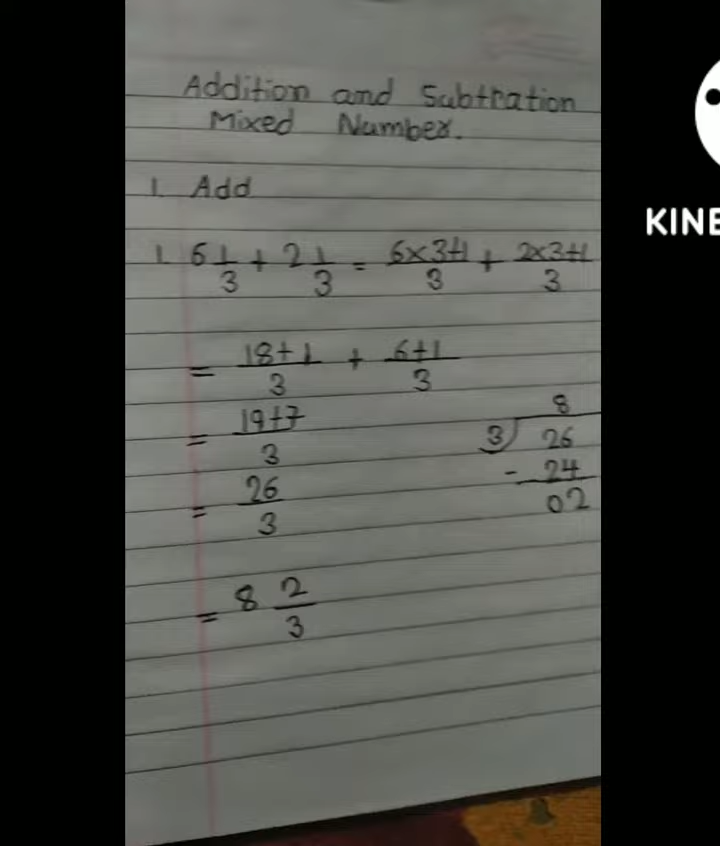 Addition and Subtration
Mixed Number.
1. Add
1. 6 1/3 + 2 1/3 = 6×3+1/3 + 2×3+1/3
= 18+1/3 + 6+1/3
= 19+7/3
= 26/3
= 8 2/3
8
3) 26
- 24
02
KINE